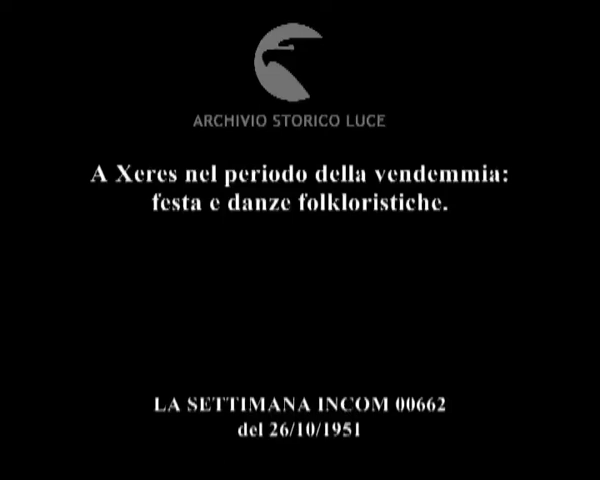 ARCHIVIO STORICO LUCE
A Xeres nel periodo della vendemmia:
festa e danze folkloristiche.
LA SETTIMANA INCOM 00662
del 26/10/1951